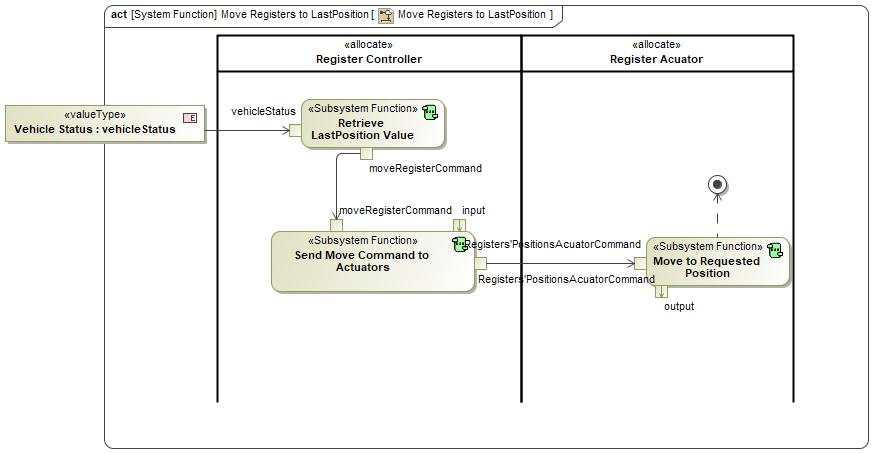 act [System Function] Move Registers to LastPosition [ Move Registers to LastPosition ]
«allocate»
Register Controller
«allocate»
Register Acuator
«valueType»
Vehicle Status : vehicleStatus
E
vehicleStatus
«Subsystem Function»
Retrieve
LastPosition Value
moveRegisterCommand
moveRegisterCommand
input
«Subsystem Function»
Send Move Command to
Actuators
Registers'PositionsAcuatorCommand
Registers'PositionsAcuatorCommand
«Subsystem Function»
Move to Requested
Position
output